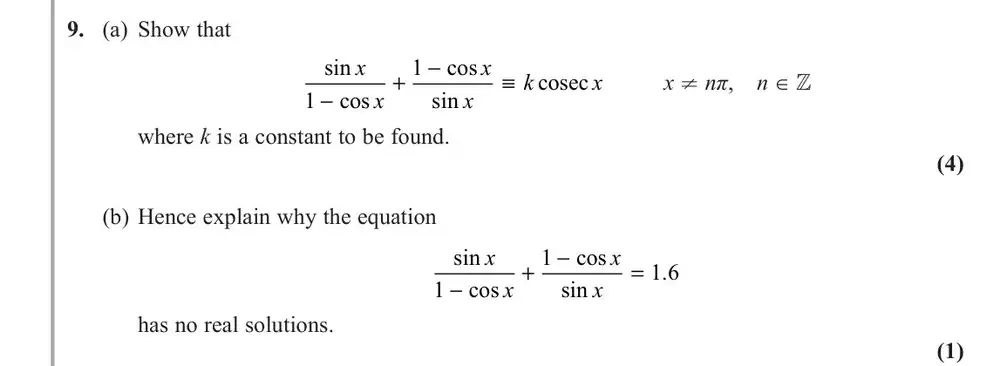 9. (a) Show that
sin x / (1 − cos x) + (1 − cos x) / sin x ≡ k cosec x    x ≠ nπ, n ∈ ℤ
where k is a constant to be found.
(4)
(b) Hence explain why the equation
sin x / (1 − cos x) + (1 − cos x) / sin x = 1.6
has no real solutions.
(1)